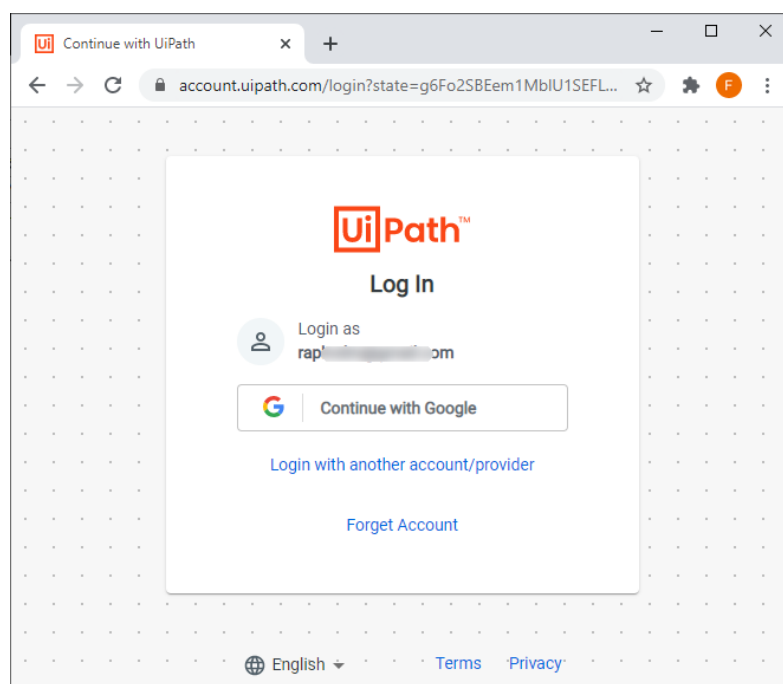 Continue with UiPath
account.uipath.com/login?state=g6Fo2SBEem1MblU1SEFL...
F
UiPath™
Log In
Login as
Continue with Google
Login with another account/provider
Forget Account
English
Terms Privacy